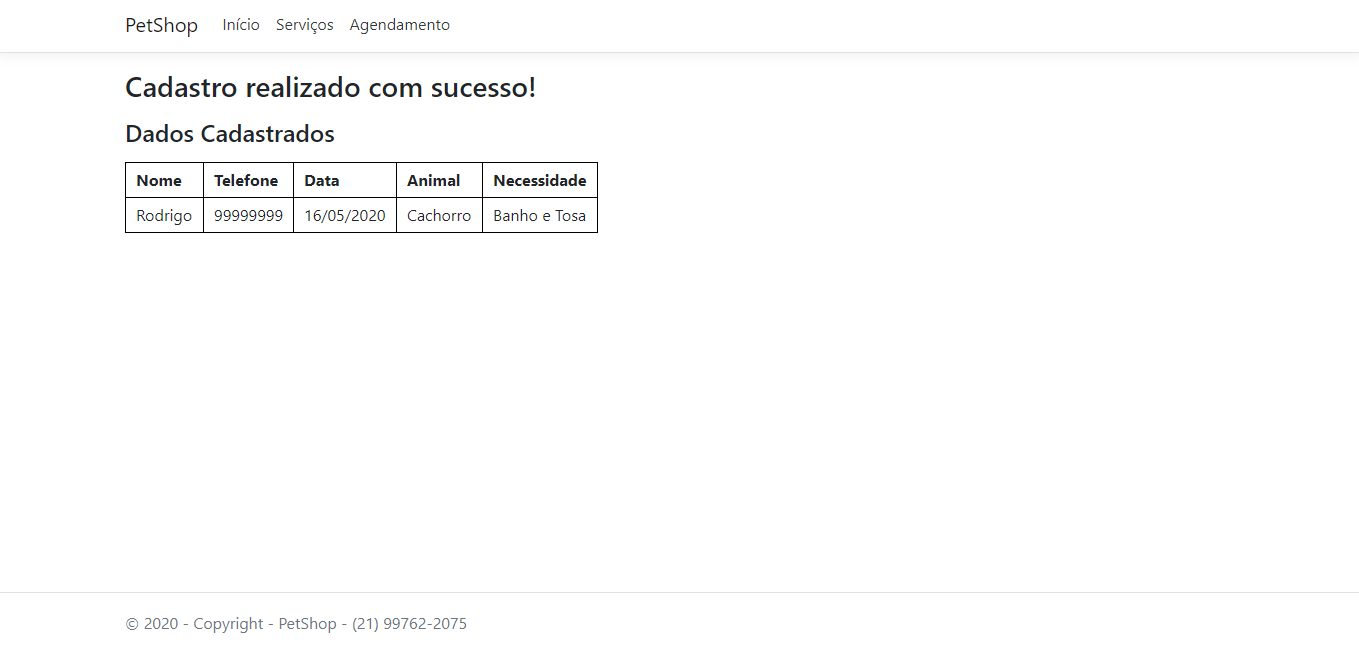 PetShop Início Serviços Agendamento
Cadastro realizado com sucesso!
Dados Cadastrados
Nome Telefone Data Animal Necessidade
Rodrigo 99999999 16/05/2020 Cachorro Banho e Tosa
© 2020 - Copyright - PetShop - (21) 99762-2075